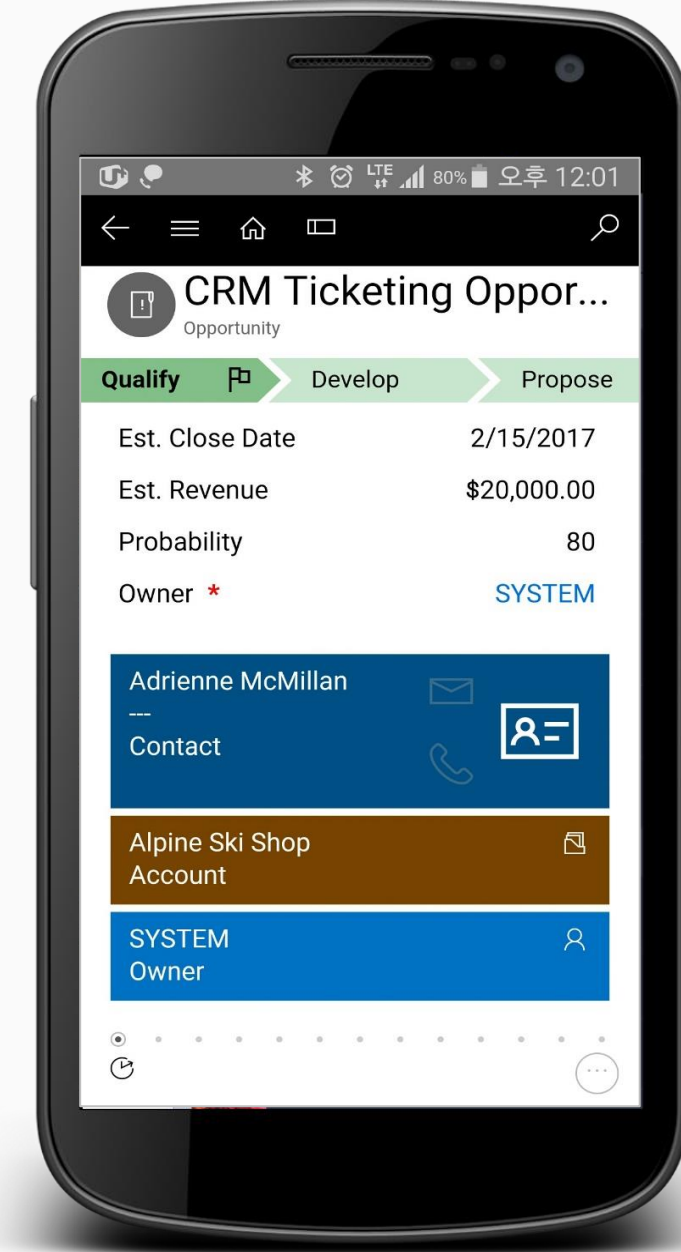 U+ LTE 80% 오후 12:01
CRM Ticketing Oppor...
Opportunity
Qualify Develop Propose
Est. Close Date 2/15/2017
Est. Revenue $20,000.00
Probability 80
Owner * SYSTEM
Adrienne McMillan
---
Contact
Alpine Ski Shop
Account
SYSTEM
Owner